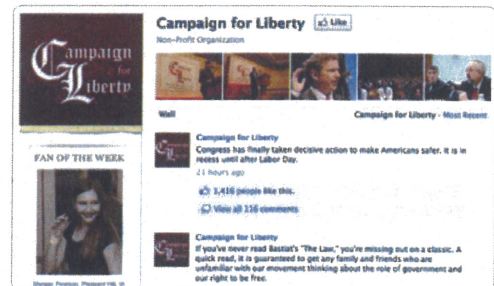 Campaign for Liberty
Like
Non-Profit Organization
Campaign
for
Liberty
Wall
Campaign for Liberty · Most Recent
Campaign for Liberty
Congress has finally taken decisive action to make Americans safer. It is in
recess until after Labor Day.
21 hours ago
1,416 people like this.
View all 116 comments
FAN OF THE WEEK
Campaign for Liberty
If you've never read Bastiat's "The Law," you're missing out on a classic. A
quick read, it is guaranteed to get any family and friends who are
unfamiliar with our movement thinking about the role of government and
our right to be free.